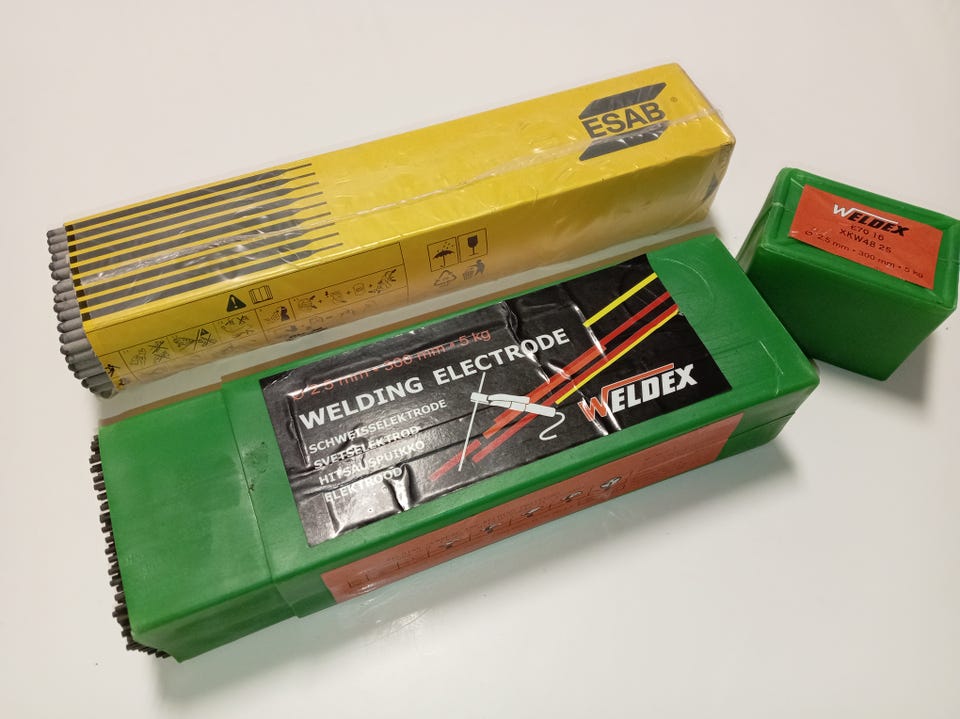 ESAB
®
WELDEX
E70 16
XKW48 25
Ø 2.5 mm • 300 mm • 5 kg
Ø 2.5 mm • 300 mm • 5 kg
WELDING ELECTRODE
SCHWEISSELEKTRODE
SVETSELEKTROD
HITSAUSPUIKKO
ELEKTROOD
WELDEX